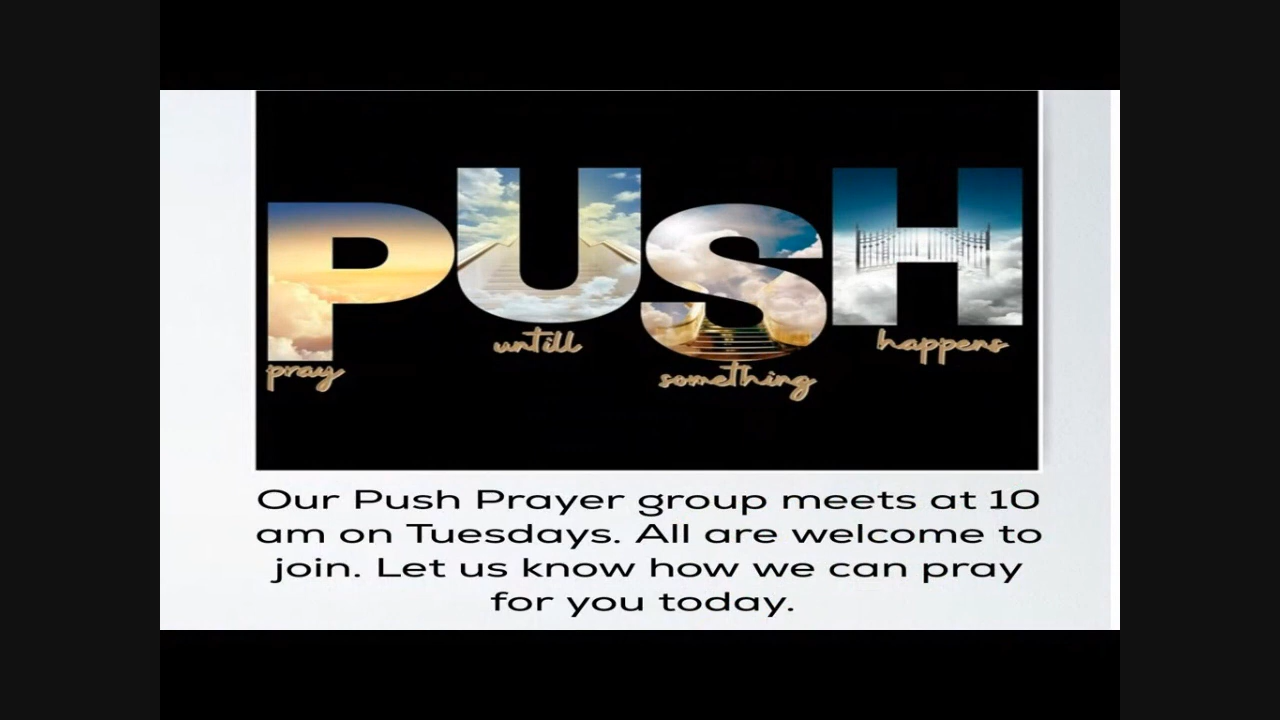 PUSH
pray untill something happens
Our Push Prayer group meets at 10
am on Tuesdays. All are welcome to
join. Let us know how we can pray
for you today.